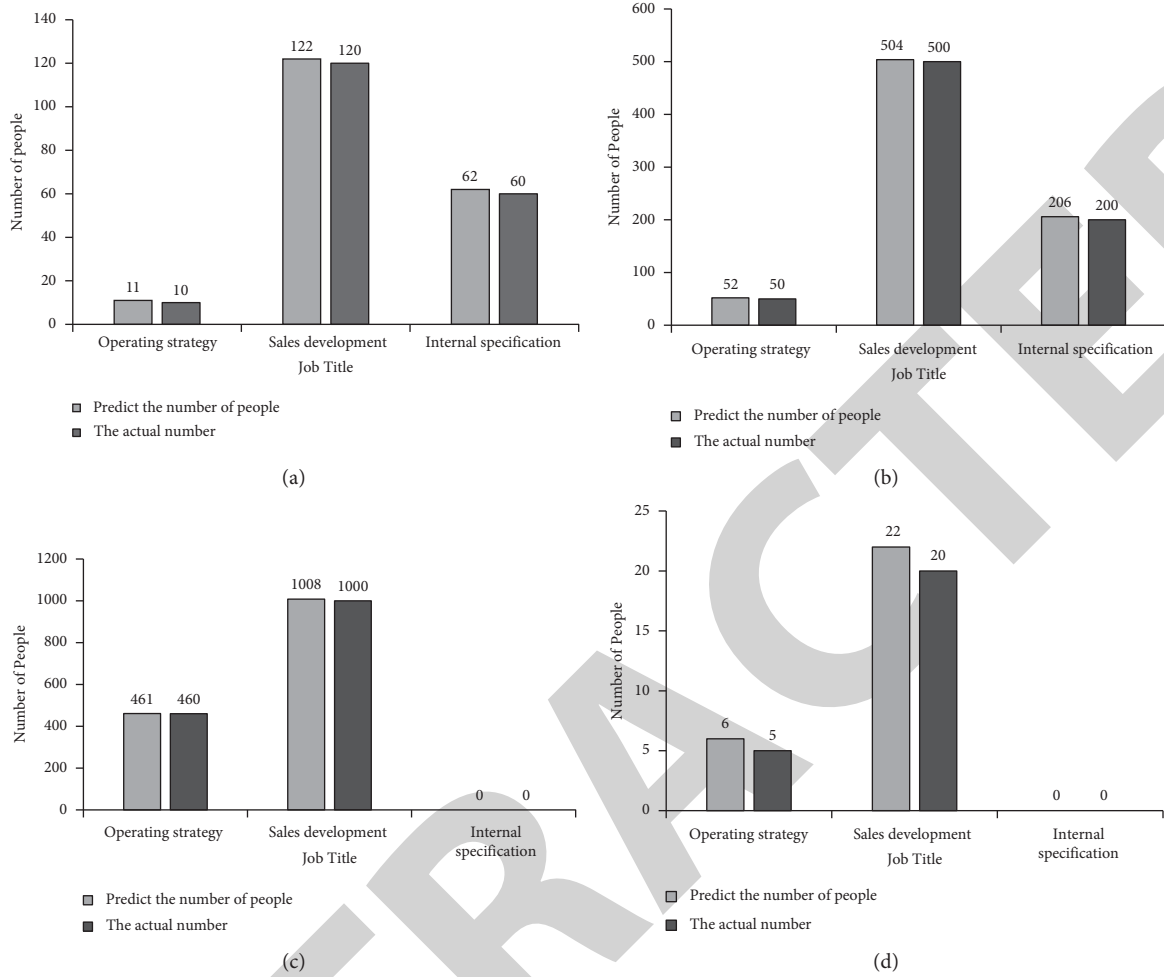 140
120
100
80
60
40
20
0
Number of people
11
10
122
120
62
60
Operating strategy
Sales development
Internal specification
Job Title
Predict the number of people
The actual number
(a)
600
500
400
300
200
100
0
Number of People
52
50
504
500
206
200
Operating strategy
Sales development
Internal specification
Job Title
Predict the number of people
The actual number
(b)
1200
1000
800
600
400
200
0
Number of People
461
460
1008
1000
0
0
Operating strategy
Sales development
Internal
specification
Job Title
Predict the number of people
The actual number
(c)
25
20
15
10
5
0
Number of People
6
5
22
20
0
0
Operating strategy
Sales development
Internal
specification
Job Title
Predict the number of people
The actual number
(d)
TRACTE